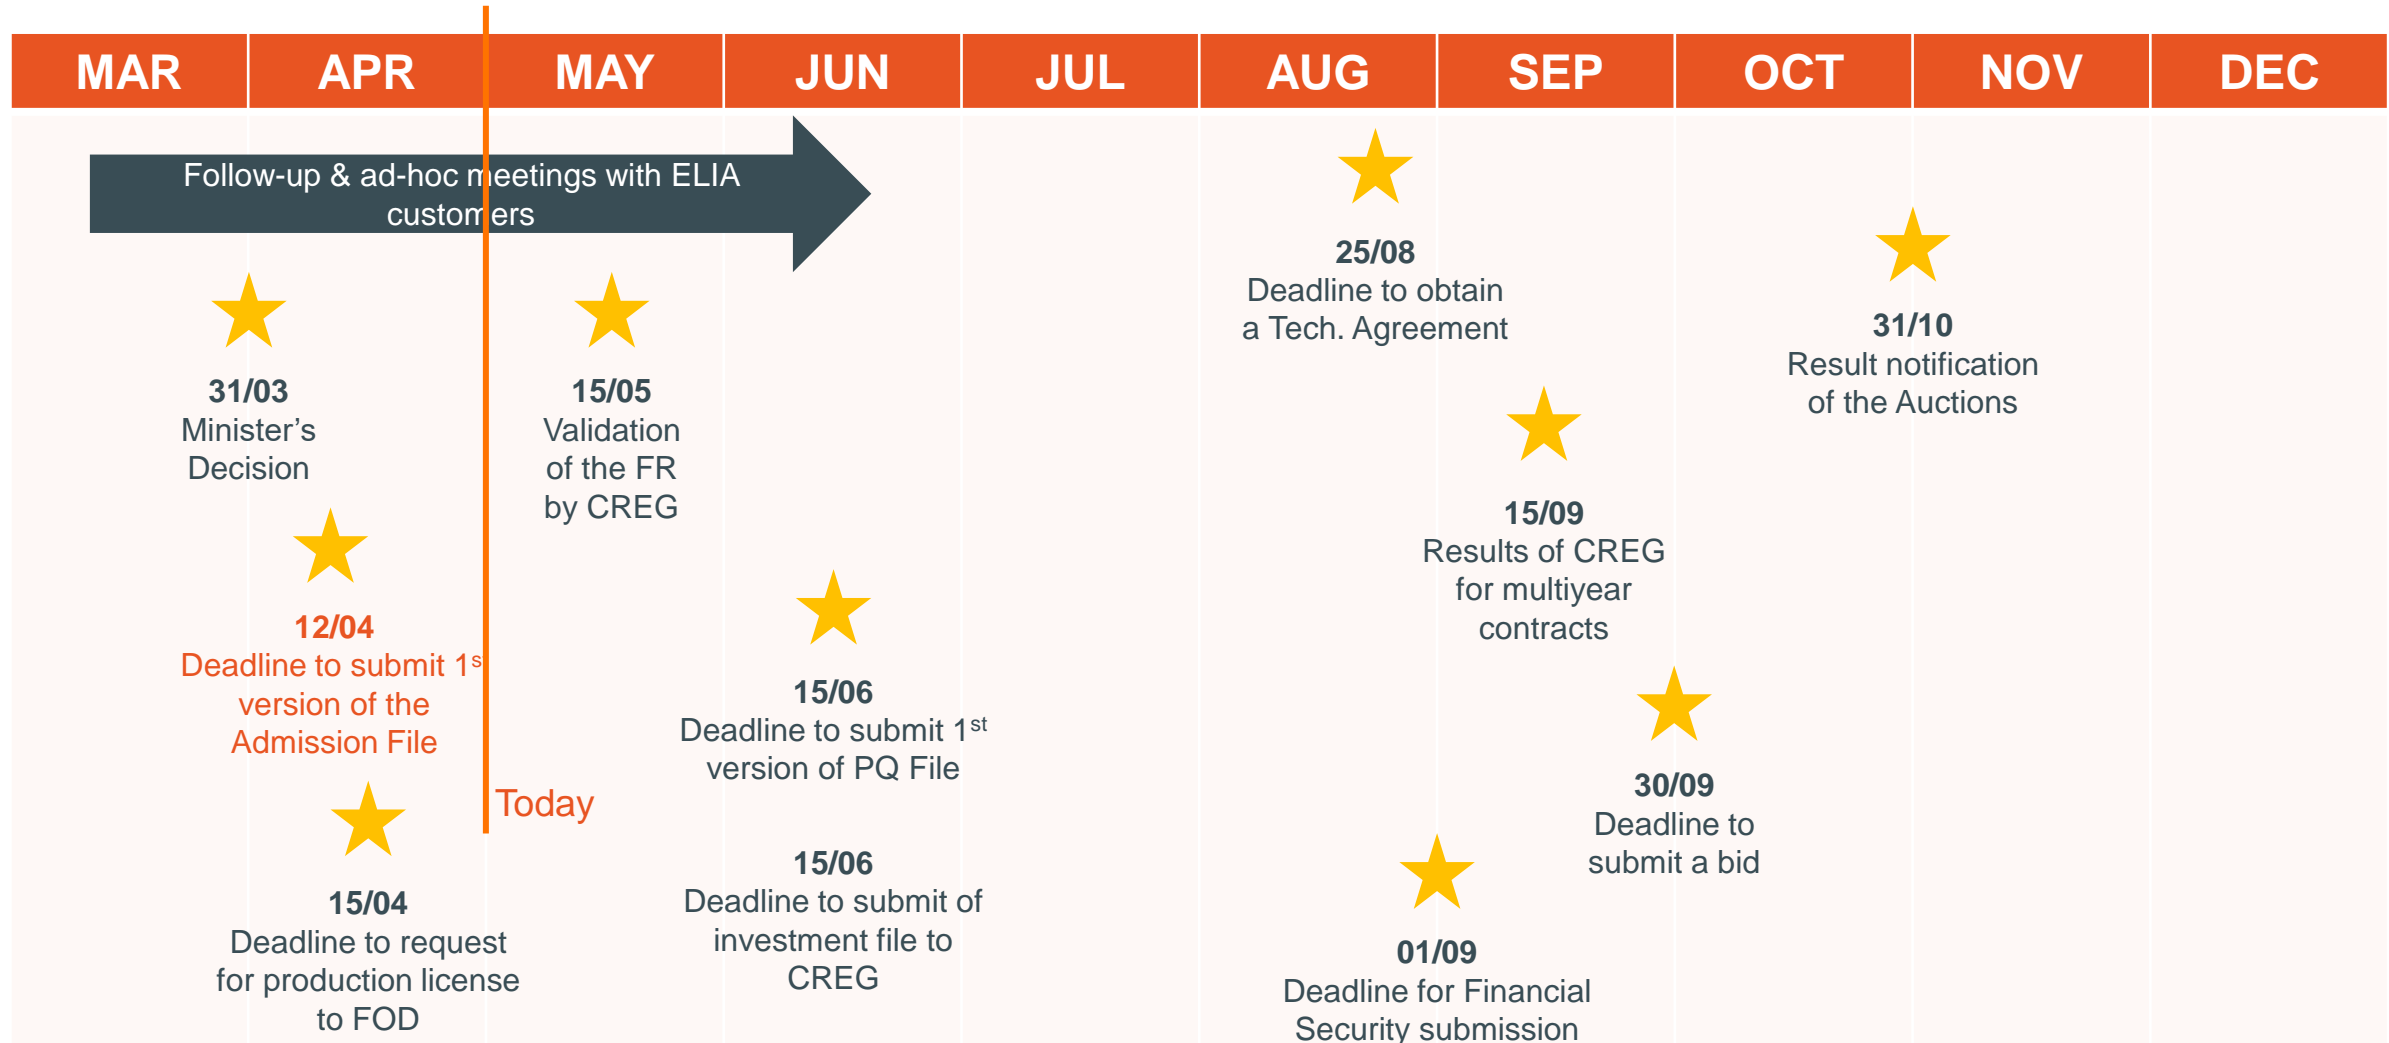 MAR APR MAY JUN JUL AUG SEP OCT NOV DEC
Follow-up & ad-hoc meetings with ELIA
customers
31/03
Minister's
Decision
12/04
Deadline to submit 1st
version of the
Admission File
15/04
Deadline to request
for production license
to FOD
Today
15/05
Validation
of the FR
by CREG
15/06
Deadline to submit 1st
version of PQ File
15/06
Deadline to submit of
investment file to
CREG
25/08
Deadline to obtain
a Tech. Agreement
01/09
Deadline for Financial
Security submission
15/09
Results of CREG
for multiyear
contracts
30/09
Deadline to
submit a bid
31/10
Result notification
of the Auctions